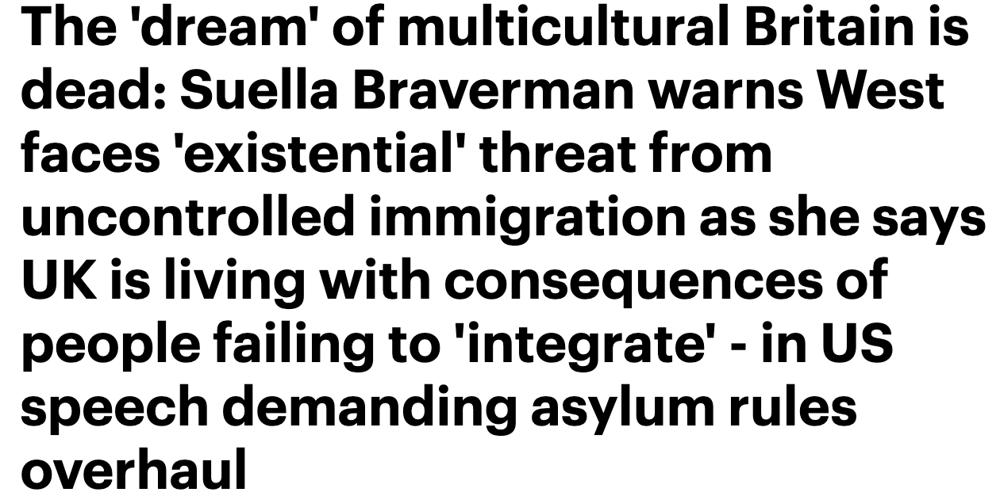 The 'dream' of multicultural Britain is
dead: Suella Braverman warns West
faces 'existential' threat from
uncontrolled immigration as she says
UK is living with consequences of
people failing to 'integrate' - in US
speech demanding asylum rules
overhaul